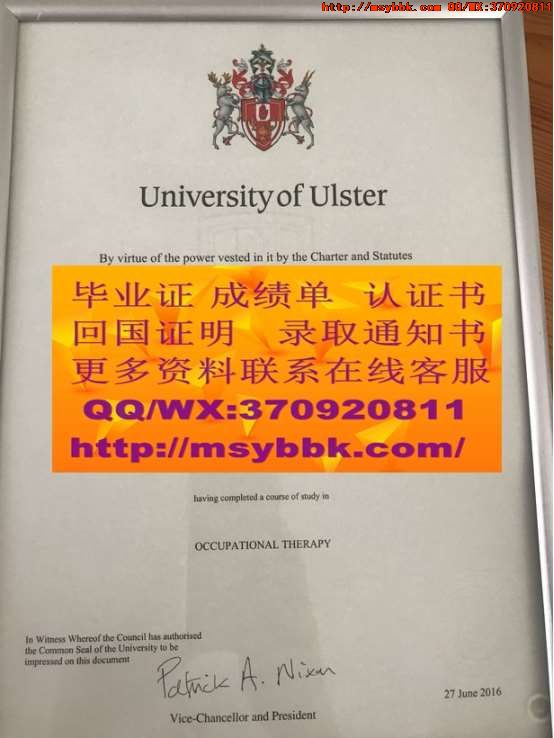 http://msybbk.com QQ/WX:370920811
University of Ulster
By virtue of the power vested in it by the Charter and Statutes
毕业证 成绩单 认证书
回国证明 录取通知书
更多资料联系在线客服
QQ/WX:370920811
http://msybbk.com/
having completed a course of study in
OCCUPATIONAL THERAPY
In Witness Whereof the Council has authorised
the Common Seal of the University to be
impressed on this document
Patrick A. Nixon
27 June 2016
Vice-Chancellor and President